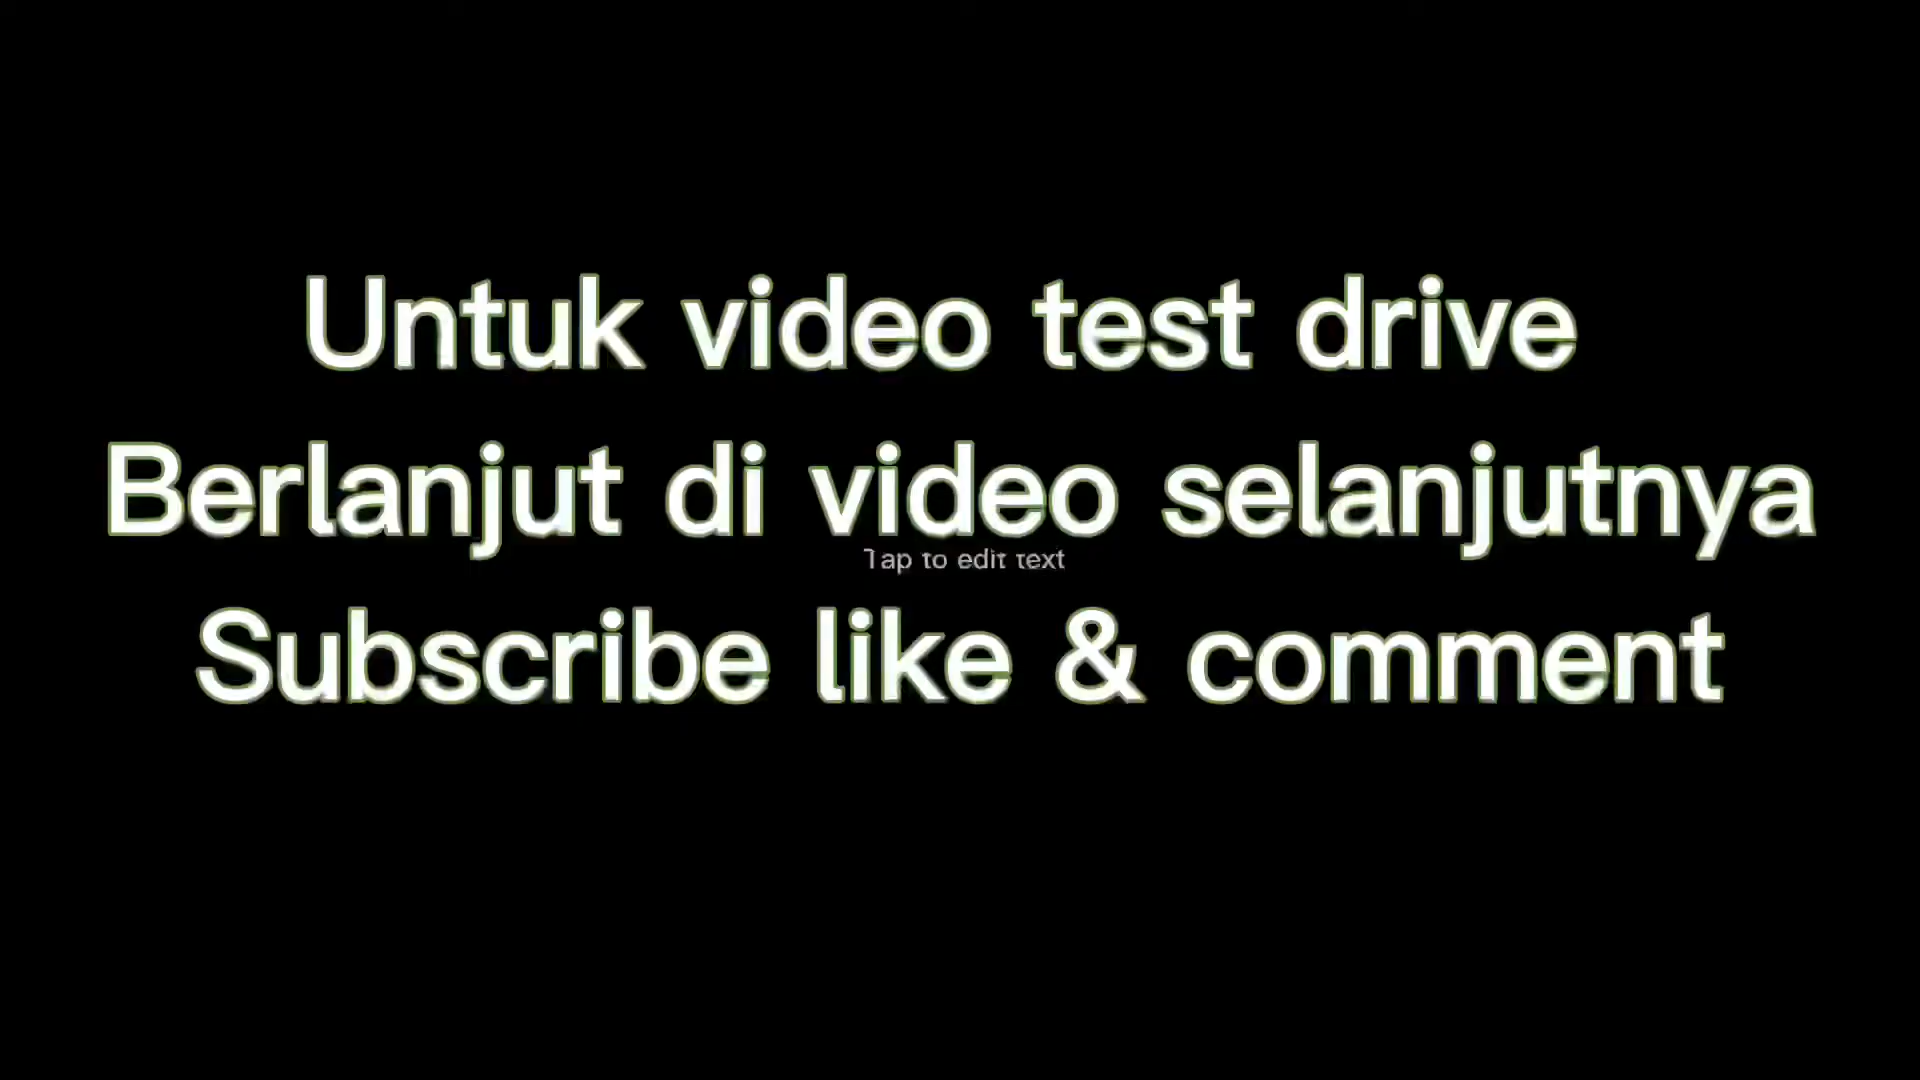 Untuk video test drive
Berlanjut di video selanjutnya
Tap to edit text
Subscribe like & comment